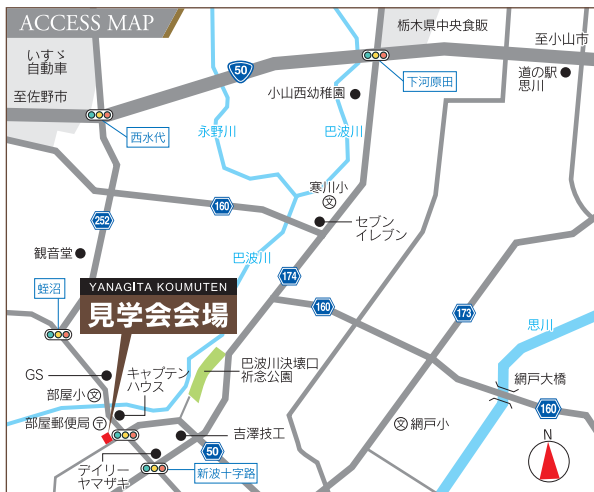 ACCESS MAP
栃木県中央食販
至小山市
いすゞ
自動車
50
下河原田
道の駅
思川
至佐野市
小山西幼稚園
西水代
永野川
巴波川
寒川小
文
160
セブン
イレブン
252
観音堂
巴波川
174
YANAGITA KOUMUTEN
見学会会場
蛭沼
160
173
思川
GS
キャプテン
ハウス
巴波川決壊口
祈念公園
網戸大橋
部屋小
文
160
部屋郵便局
〒
吉澤技工
文
網戸小
N
50
デイリー
ヤマザキ
新波十字路